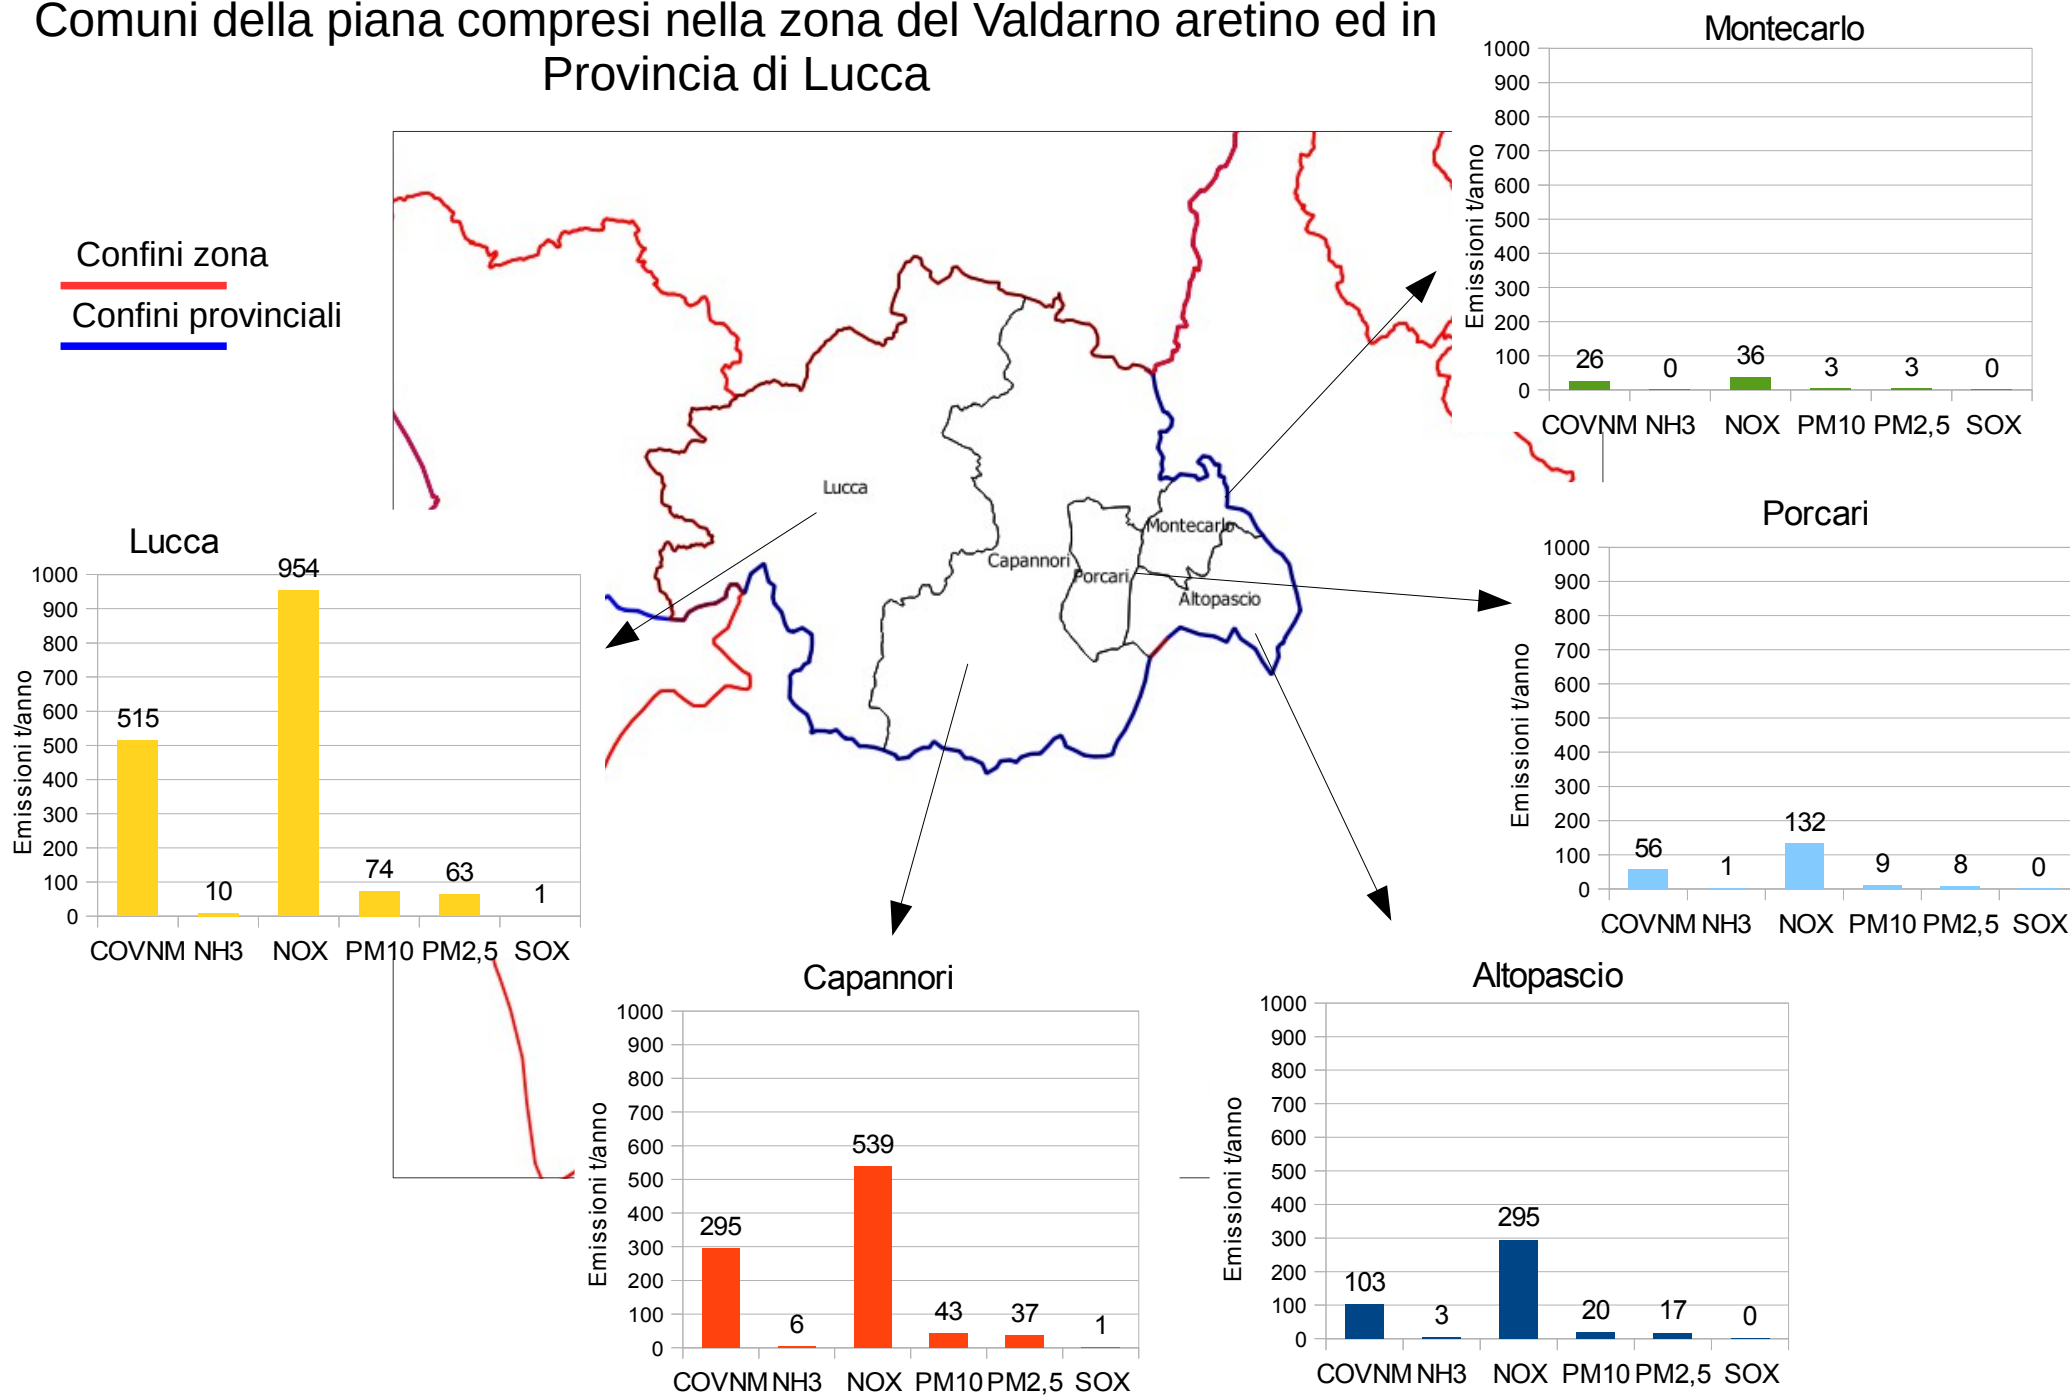 Comuni della piana compresi nella zona del Valdarno aretino ed in
Provincia di Lucca
Confini zona
Confini provinciali
Lucca
Capannori
Porcari
Montecarlo
Altopascio
Montecarlo
Emissioni t/anno
1000
900
800
700
600
500
400
300
200
100
0
26 0 36 3 3 0
COVNM NH3 NOX PM10 PM2,5 SOX
Porcari
Emissioni t/anno
1000
900
800
700
600
500
400
300
200
100
0
56 1 132 9 8 0
COVNM NH3 NOX PM10 PM2,5 SOX
Lucca
Emissioni t/anno
1000
900
800
700
600
500
400
300
200
100
0
515 10 954 74 63 1
COVNM NH3 NOX PM10 PM2,5 SOX
Capannori
Emissioni t/anno
1000
900
800
700
600
500
400
300
200
100
0
295 6 539 43 37 1
COVNM NH3 NOX PM10 PM2,5 SOX
Altopascio
Emissioni t/anno
1000
900
800
700
600
500
400
300
200
100
0
103 3 295 20 17 0
COVNM NH3 NOX PM10 PM2,5 SOX